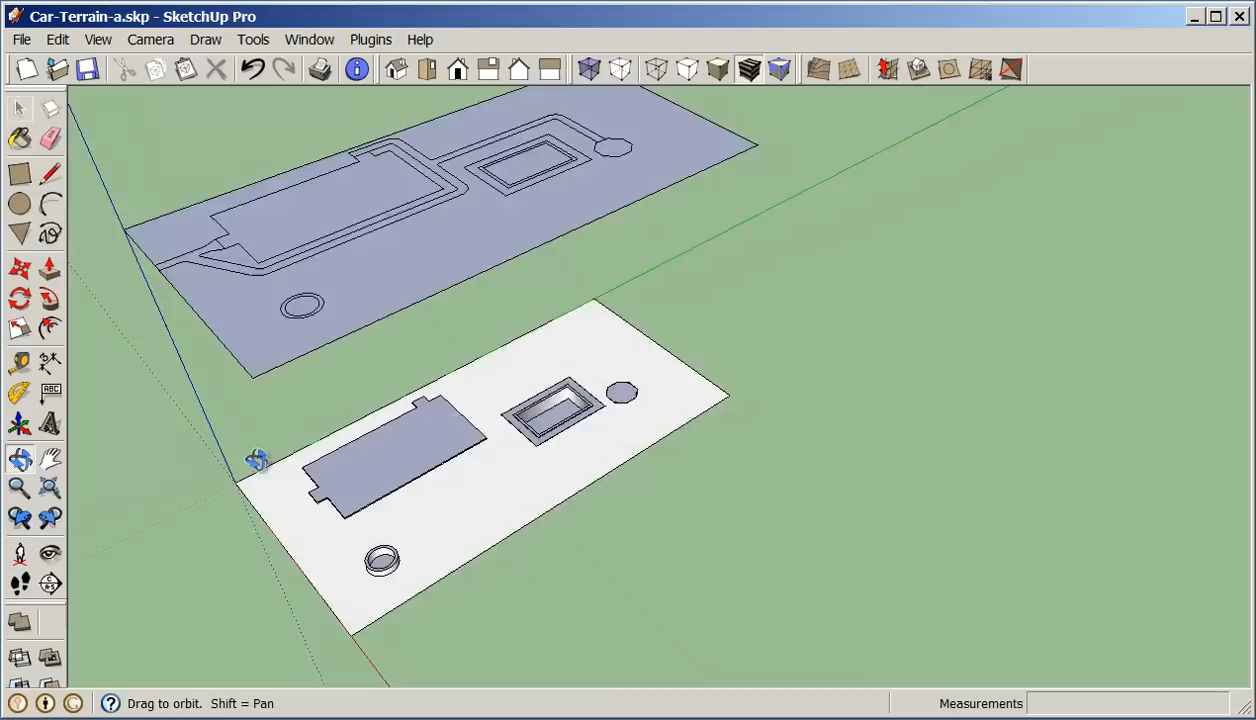 Car-Terrain-a.skp - SketchUp Pro
File Edit View Camera Draw Tools Window Plugins Help
ABC
Drag to orbit. Shift = Pan
Measurements